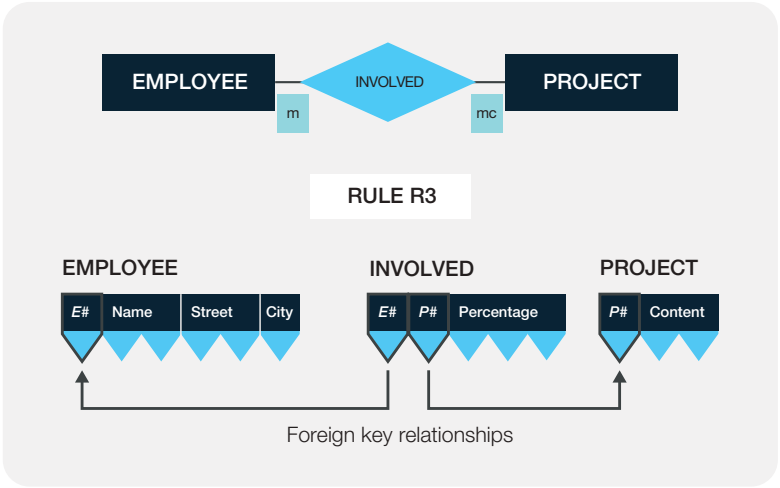 EMPLOYEE INVOLVED PROJECT
m mc
RULE R3
EMPLOYEE INVOLVED PROJECT
E# Name Street City E# P# Percentage P# Content
Foreign key relationships